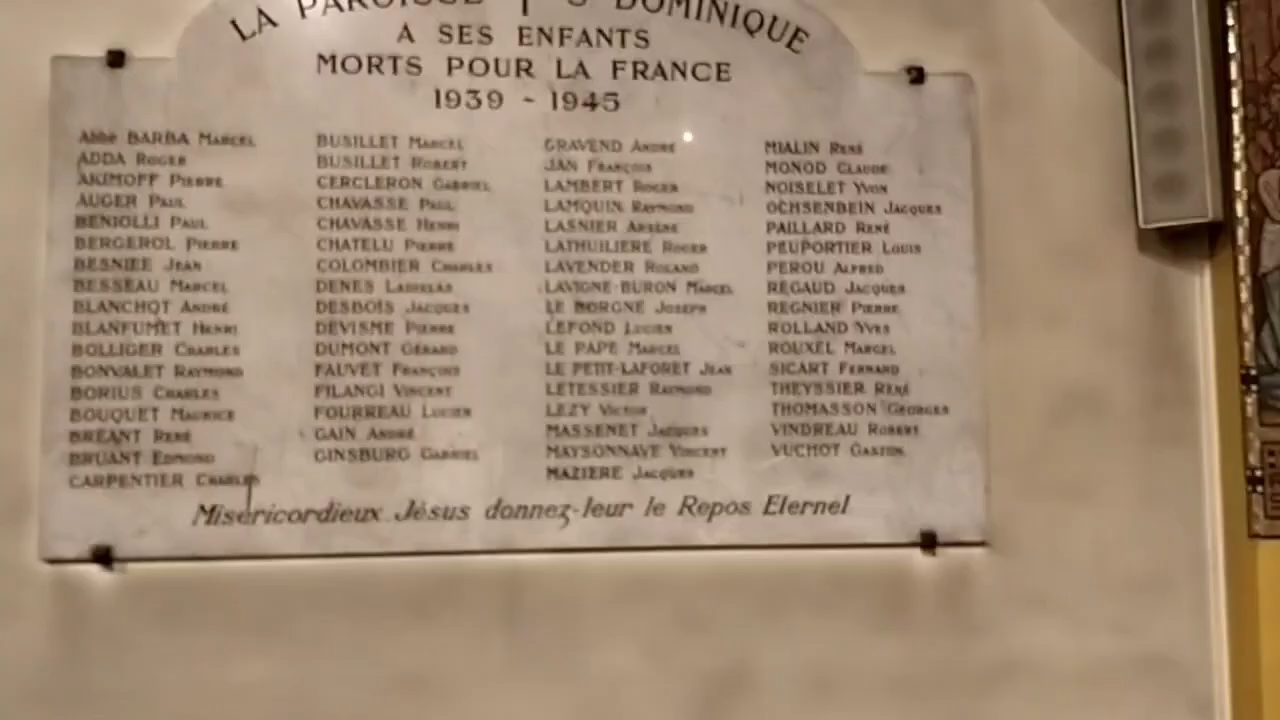 LA PAROISSE St DOMINIQUE
A SES ENFANTS
MORTS POUR LA FRANCE
1939 - 1945
Abbé BARBA Marcel
ADDA Roger
AKIMOFF Pierre
AUGER Paul
BENIOLLI Paul
BERGEROL Pierre
BESNIEE Jean
BESSEAU Marcel
BLANCHOT André
BLANFUMET Henri
BOLLIGER Charles
BONVALET Raymond
BORIUS Charles
BOUQUET Maurice
BREANT René
BRUANT Edmond
CARPENTIER Charles
BUSILLET Marcel
BUSILLET Robert
CERCLERON Gabriel
CHAVASSE Paul
CHAVASSE Henri
CHATELU Pierre
COLOMBIER Charles
DENES Ladislas
DESBOIS Jacques
DEVISME Pierre
DUMONT Gérard
FAUVET François
FILANGI Vincent
FOURREAU Lucien
GAIN André
GINSBURG Gabriel
GRAVEND André
JAN François
LAMBERT Roger
LAMQUIN Raymond
LASNIER Arsène
LATHUILIERE Roger
LAVENDER Roland
LAVIGNE-BURON Marcel
LE BORGNE Joseph
LEFOND Lucien
LE PAPE Marcel
LE PETIT-LAFORET Jean
LETESSIER Raymond
LEZY Victor
MASSENET Jacques
MAYSONNAVE Vincent
MAZIERE Jacques
MIALIN René
MONOD Claude
NOISELET Yvon
OCHSENBEIN Jacques
PAILLARD René
PEUPORTIER Louis
PEROU Alfred
REGAUD Jacques
REGNIER Pierre
ROLLAND Yves
ROUXEL Marcel
SICART Fernand
THEYSSIER René
THOMASSON Georges
VINDREAU Robert
VUCHOT Gaston
Miséricordieux Jésus donnez-leur le Repos Eternel